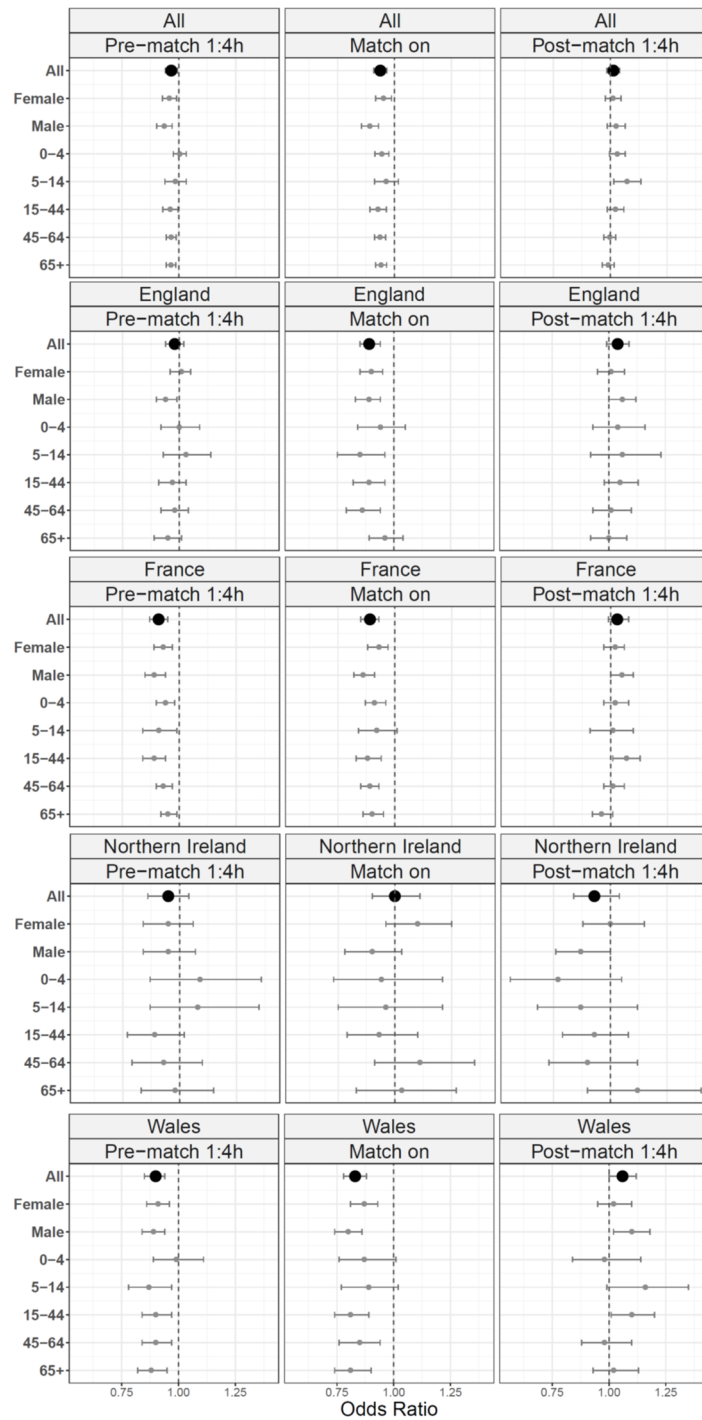 All All All
Pre−match 1:4h Match on Post−match 1:4h
All
Female
Male
0−4
5−14
15−44
45−64
65+
England England England
Pre−match 1:4h Match on Post−match 1:4h
All
Female
Male
0−4
5−14
15−44
45−64
65+
France France France
Pre−match 1:4h Match on Post−match 1:4h
All
Female
Male
0−4
5−14
15−44
45−64
65+
Northern Ireland Northern Ireland Northern Ireland
Pre−match 1:4h Match on Post−match 1:4h
All
Female
Male
0−4
5−14
15−44
45−64
65+
Wales Wales Wales
Pre−match 1:4h Match on Post−match 1:4h
All
Female
Male
0−4
5−14
15−44
45−64
65+
0.75 1.00 1.25 0.75 1.00 1.25 0.75 1.00 1.25
Odds Ratio